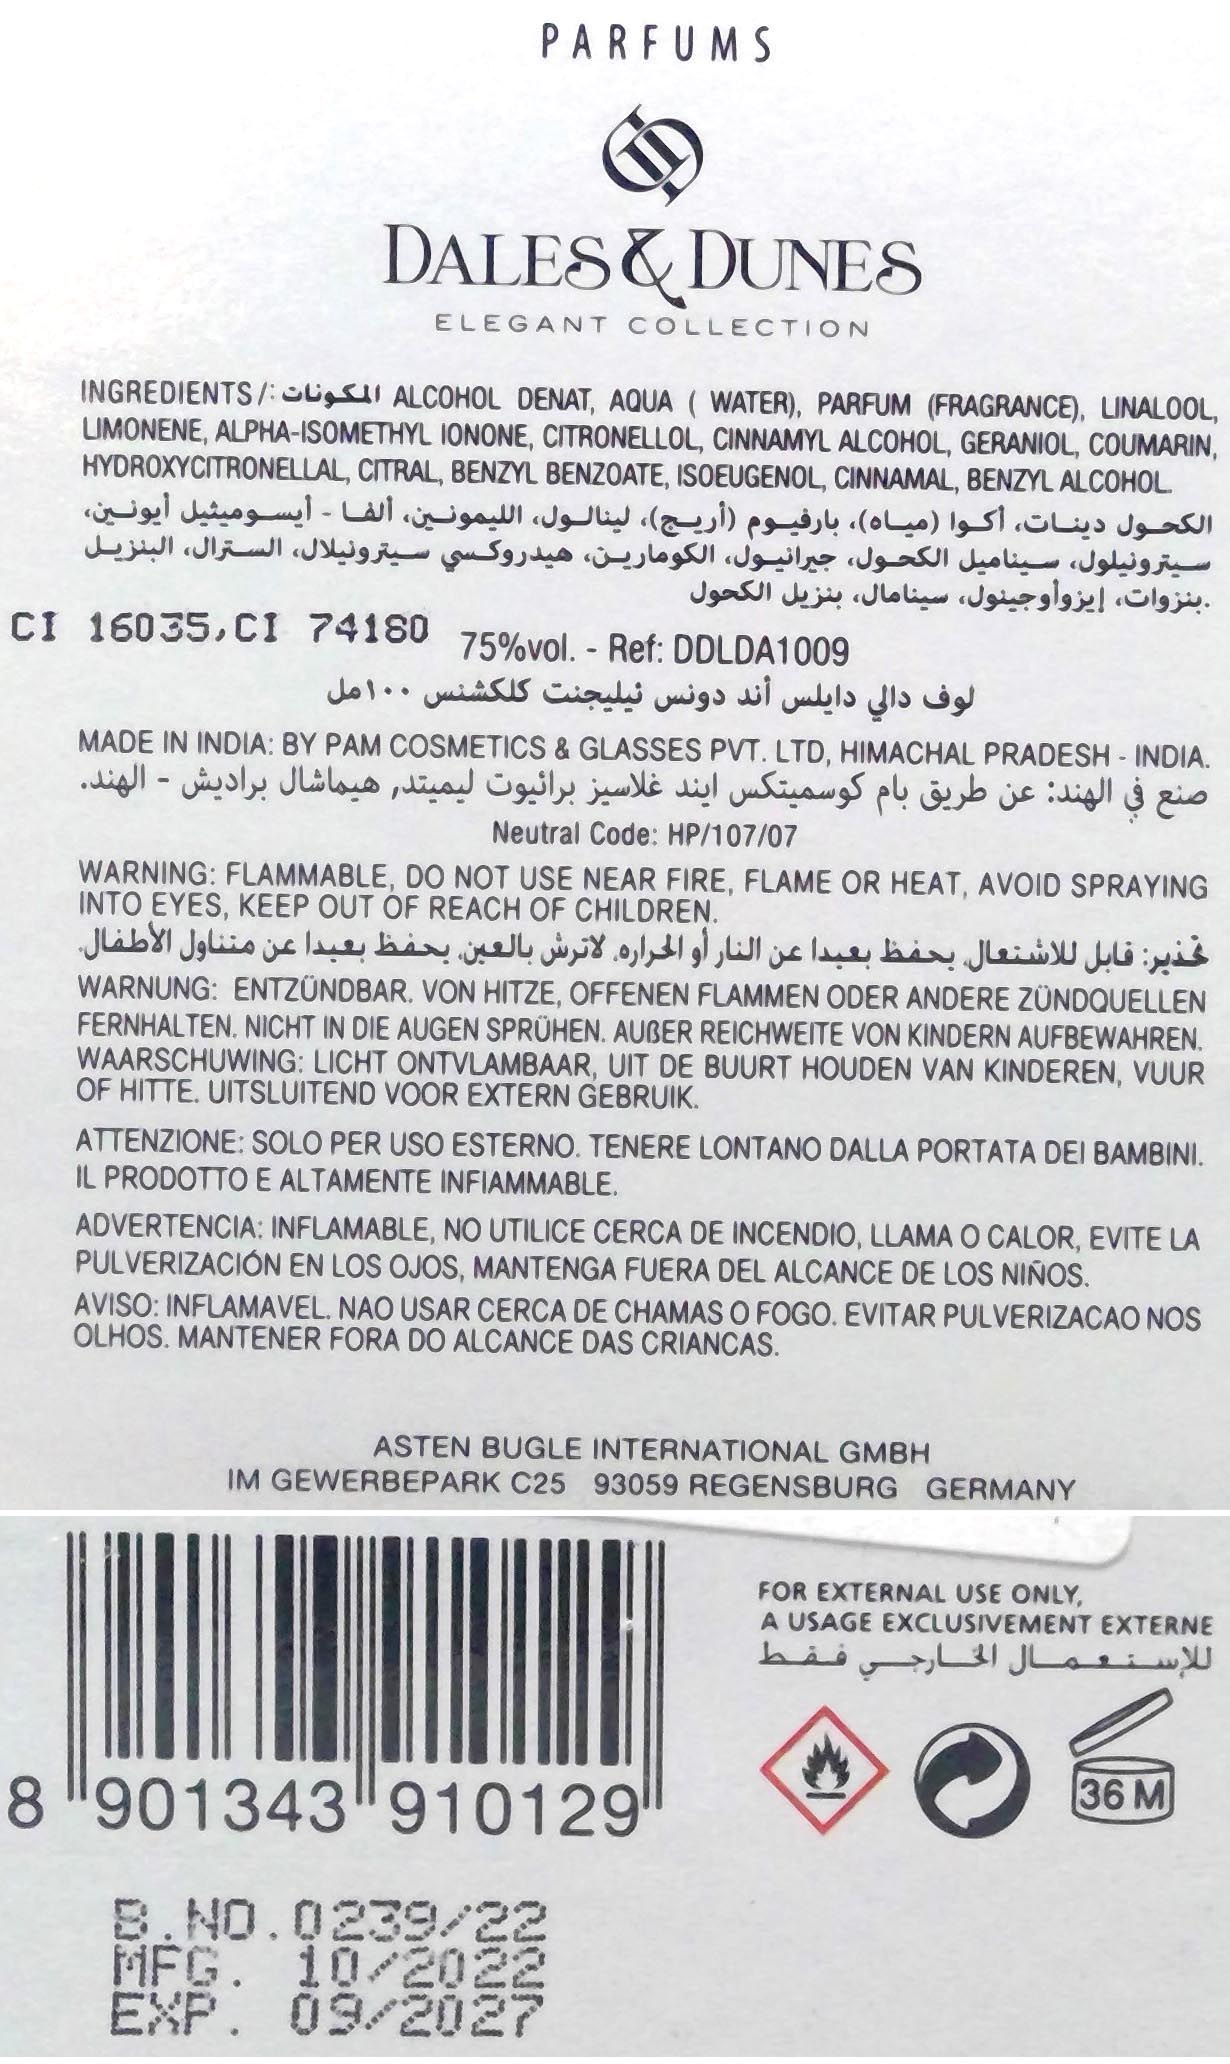 PARFUMS
DALES & DUNES
ELEGANT COLLECTION
INGREDIENTS / المكونات: ALCOHOL DENAT, AQUA ( WATER), PARFUM (FRAGRANCE), LINALOOL,
LIMONENE, ALPHA-ISOMETHYL IONONE, CITRONELLOL, CINNAMYL ALCOHOL, GERANIOL, COUMARIN,
HYDROXYCITRONELLAL, CITRAL, BENZYL BENZOATE, ISOEUGENOL, CINNAMAL, BENZYL ALCOHOL.
الكحول دينات، أكوا (مياه)، بارفيوم (أريج)، لينالول، الليمونين، ألفا - أيسوميثيل أيونين،
سيترونيلول، سيناميل الكحول، جيرانيول، الكومارين، هيدروكسي سيترونيلال، السترال، البنزيل
بنزوات، إيزوأوجينول، سينامال، بنزيل الكحول.
CI 16035,CI 74180
75%vol. - Ref: DDLDA1009
لوف دالي دايلس أند دونس ئيليجنت كلكشنس ١٠٠مل
MADE IN INDIA: BY PAM COSMETICS & GLASSES PVT. LTD, HIMACHAL PRADESH - INDIA.
صنع في الهند: عن طريق بام كوسميتكس ايند غلاسيز برائيوت ليميتد, هيماشال براديش - الهند.
Neutral Code: HP/107/07
WARNING: FLAMMABLE, DO NOT USE NEAR FIRE, FLAME OR HEAT, AVOID SPRAYING
INTO EYES, KEEP OUT OF REACH OF CHILDREN.
تحذير: قابل للاشتعال. يحفظ بعيدا عن النار أو الحراره. لاترش بالعين. يحفظ بعيدا عن متناول الأطفال.
WARNUNG: ENTZÜNDBAR. VON HITZE, OFFENEN FLAMMEN ODER ANDERE ZÜNDQUELLEN
FERNHALTEN. NICHT IN DIE AUGEN SPRÜHEN. AUßER REICHWEITE VON KINDERN AUFBEWAHREN.
WAARSCHUWING: LICHT ONTVLAMBAAR, UIT DE BUURT HOUDEN VAN KINDEREN, VUUR
OF HITTE. UITSLUITEND VOOR EXTERN GEBRUIK.
ATTENZIONE: SOLO PER USO ESTERNO. TENERE LONTANO DALLA PORTATA DEI BAMBINI.
IL PRODOTTO E ALTAMENTE INFIAMMABLE.
ADVERTENCIA: INFLAMABLE, NO UTILICE CERCA DE INCENDIO, LLAMA O CALOR, EVITE LA
PULVERIZACIÓN EN LOS OJOS, MANTENGA FUERA DEL ALCANCE DE LOS NIÑOS.
AVISO: INFLAMAVEL. NAO USAR CERCA DE CHAMAS O FOGO. EVITAR PULVERIZACAO NOS
OLHOS. MANTENER FORA DO ALCANCE DAS CRIANCAS.
ASTEN BUGLE INTERNATIONAL GMBH
IM GEWERBEPARK C25 93059 REGENSBURG GERMANY
FOR EXTERNAL USE ONLY,
A USAGE EXCLUSIVEMENT EXTERNE
للإستعمال الخارجي فقط
36 M
8 901343 910129
B.NO.0239/22
MFG. 10/2022
EXP. 09/2027